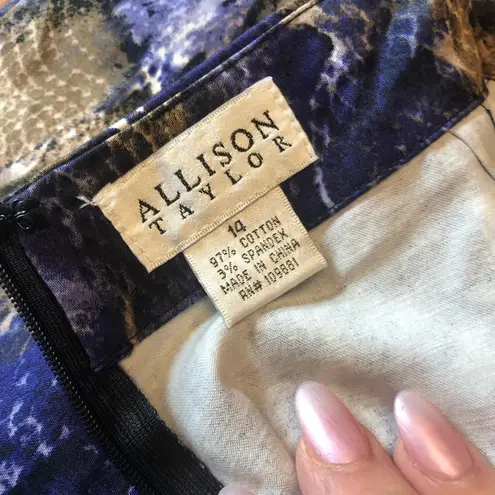 ALLISON
TAYLOR
14
97% COTTON
3% SPANDEX
MADE IN CHINA
RN# 109881